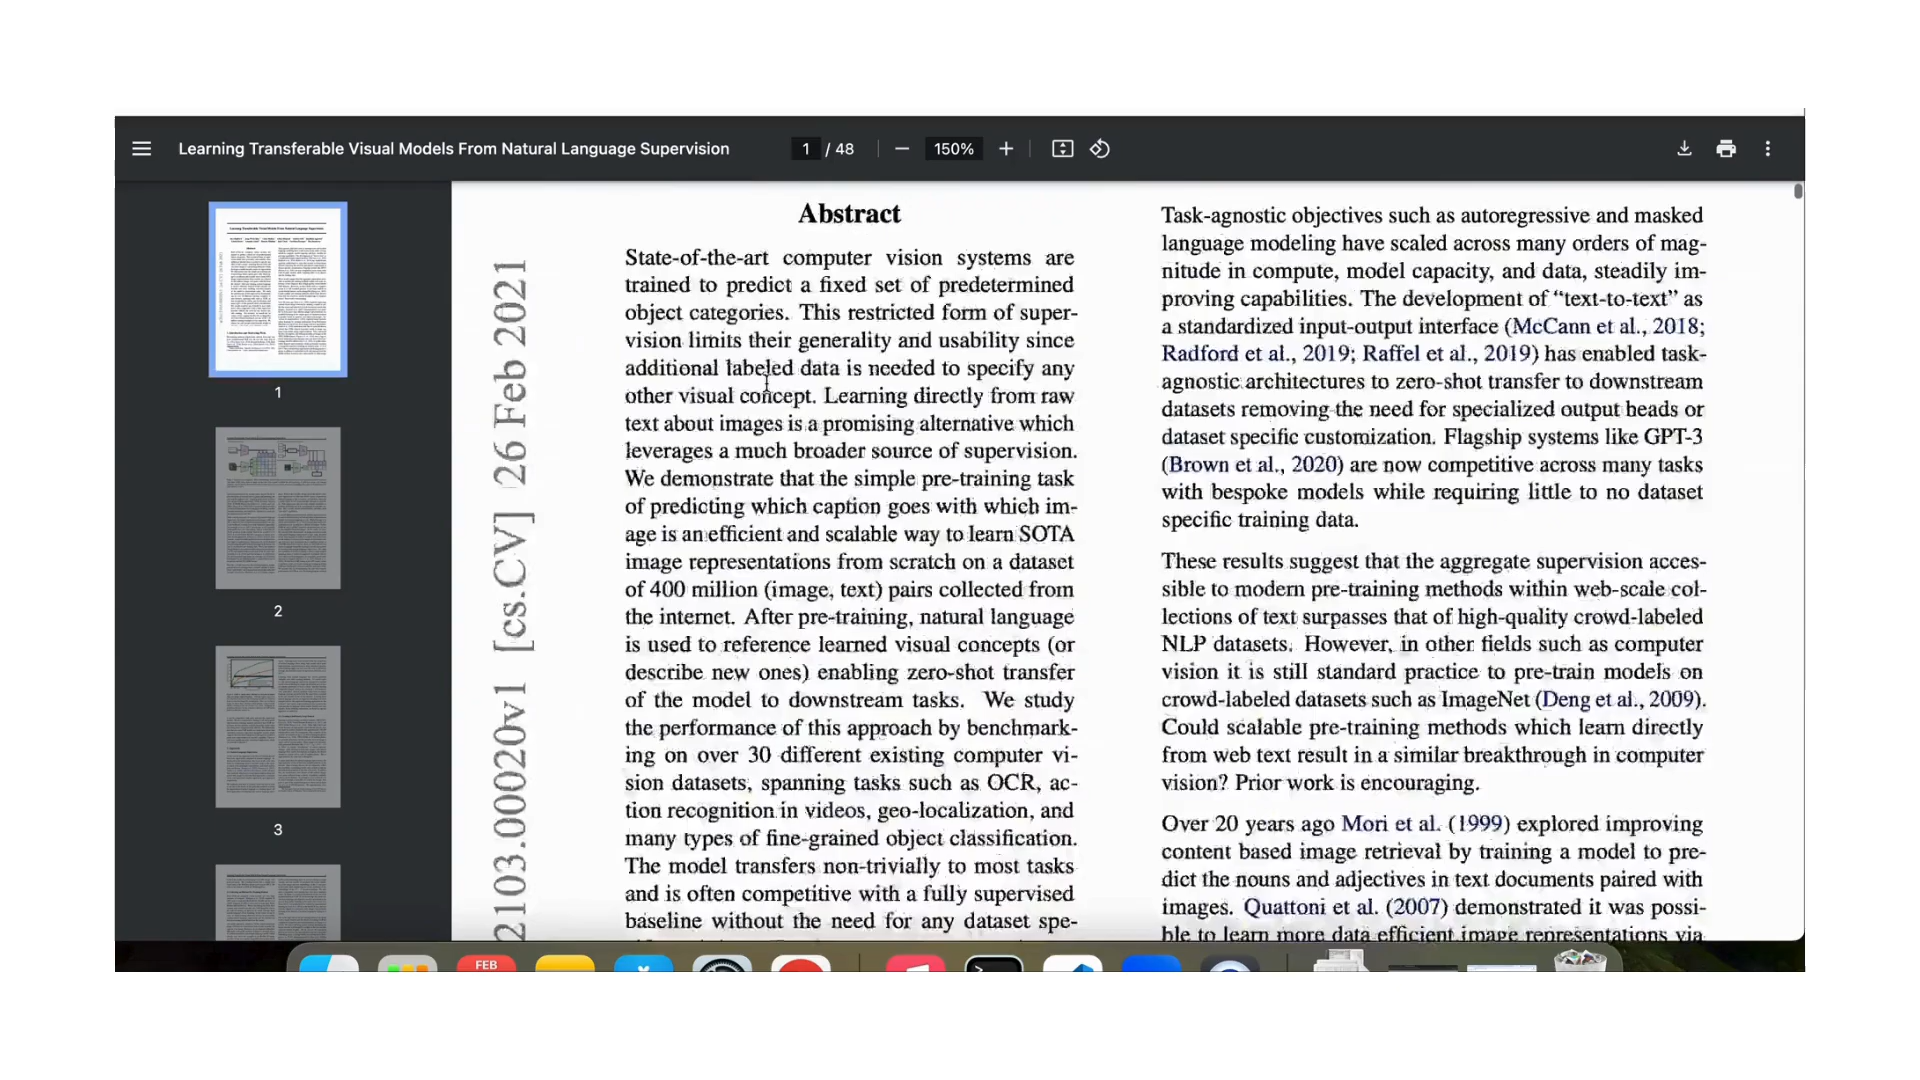 Learning Transferable Visual Models From Natural Language Supervision
1 / 48
150%
1
2
3
2103.00020v1 [cs.CV] 26 Feb 2021
Abstract
State-of-the-art computer vision systems are
trained to predict a fixed set of predetermined
object categories. This restricted form of super-
vision limits their generality and usability since
additional labeled data is needed to specify any
other visual concept. Learning directly from raw
text about images is a promising alternative which
leverages a much broader source of supervision.
We demonstrate that the simple pre-training task
of predicting which caption goes with which im-
age is an efficient and scalable way to learn SOTA
image representations from scratch on a dataset
of 400 million (image, text) pairs collected from
the internet. After pre-training, natural language
is used to reference learned visual concepts (or
describe new ones) enabling zero-shot transfer
of the model to downstream tasks. We study
the performance of this approach by benchmark-
ing on over 30 different existing computer vi-
sion datasets, spanning tasks such as OCR, ac-
tion recognition in videos, geo-localization, and
many types of fine-grained object classification.
The model transfers non-trivially to most tasks
and is often competitive with a fully supervised
baseline without the need for any dataset spe-
Task-agnostic objectives such as autoregressive and masked
language modeling have scaled across many orders of mag-
nitude in compute, model capacity, and data, steadily im-
proving capabilities. The development of “text-to-text” as
a standardized input-output interface (McCann et al., 2018;
Radford et al., 2019; Raffel et al., 2019) has enabled task-
agnostic architectures to zero-shot transfer to downstream
datasets removing the need for specialized output heads or
dataset specific customization. Flagship systems like GPT-3
(Brown et al., 2020) are now competitive across many tasks
with bespoke models while requiring little to no dataset
specific training data.
These results suggest that the aggregate supervision acces-
sible to modern pre-training methods within web-scale col-
lections of text surpasses that of high-quality crowd-labeled
NLP datasets. However, in other fields such as computer
vision it is still standard practice to pre-train models on
crowd-labeled datasets such as ImageNet (Deng et al., 2009).
Could scalable pre-training methods which learn directly
from web text result in a similar breakthrough in computer
vision? Prior work is encouraging.
Over 20 years ago Mori et al. (1999) explored improving
content based image retrieval by training a model to pre-
dict the nouns and adjectives in text documents paired with
images. Quattoni et al. (2007) demonstrated it was possi-
ble to learn more data efficient image representations via
FEB